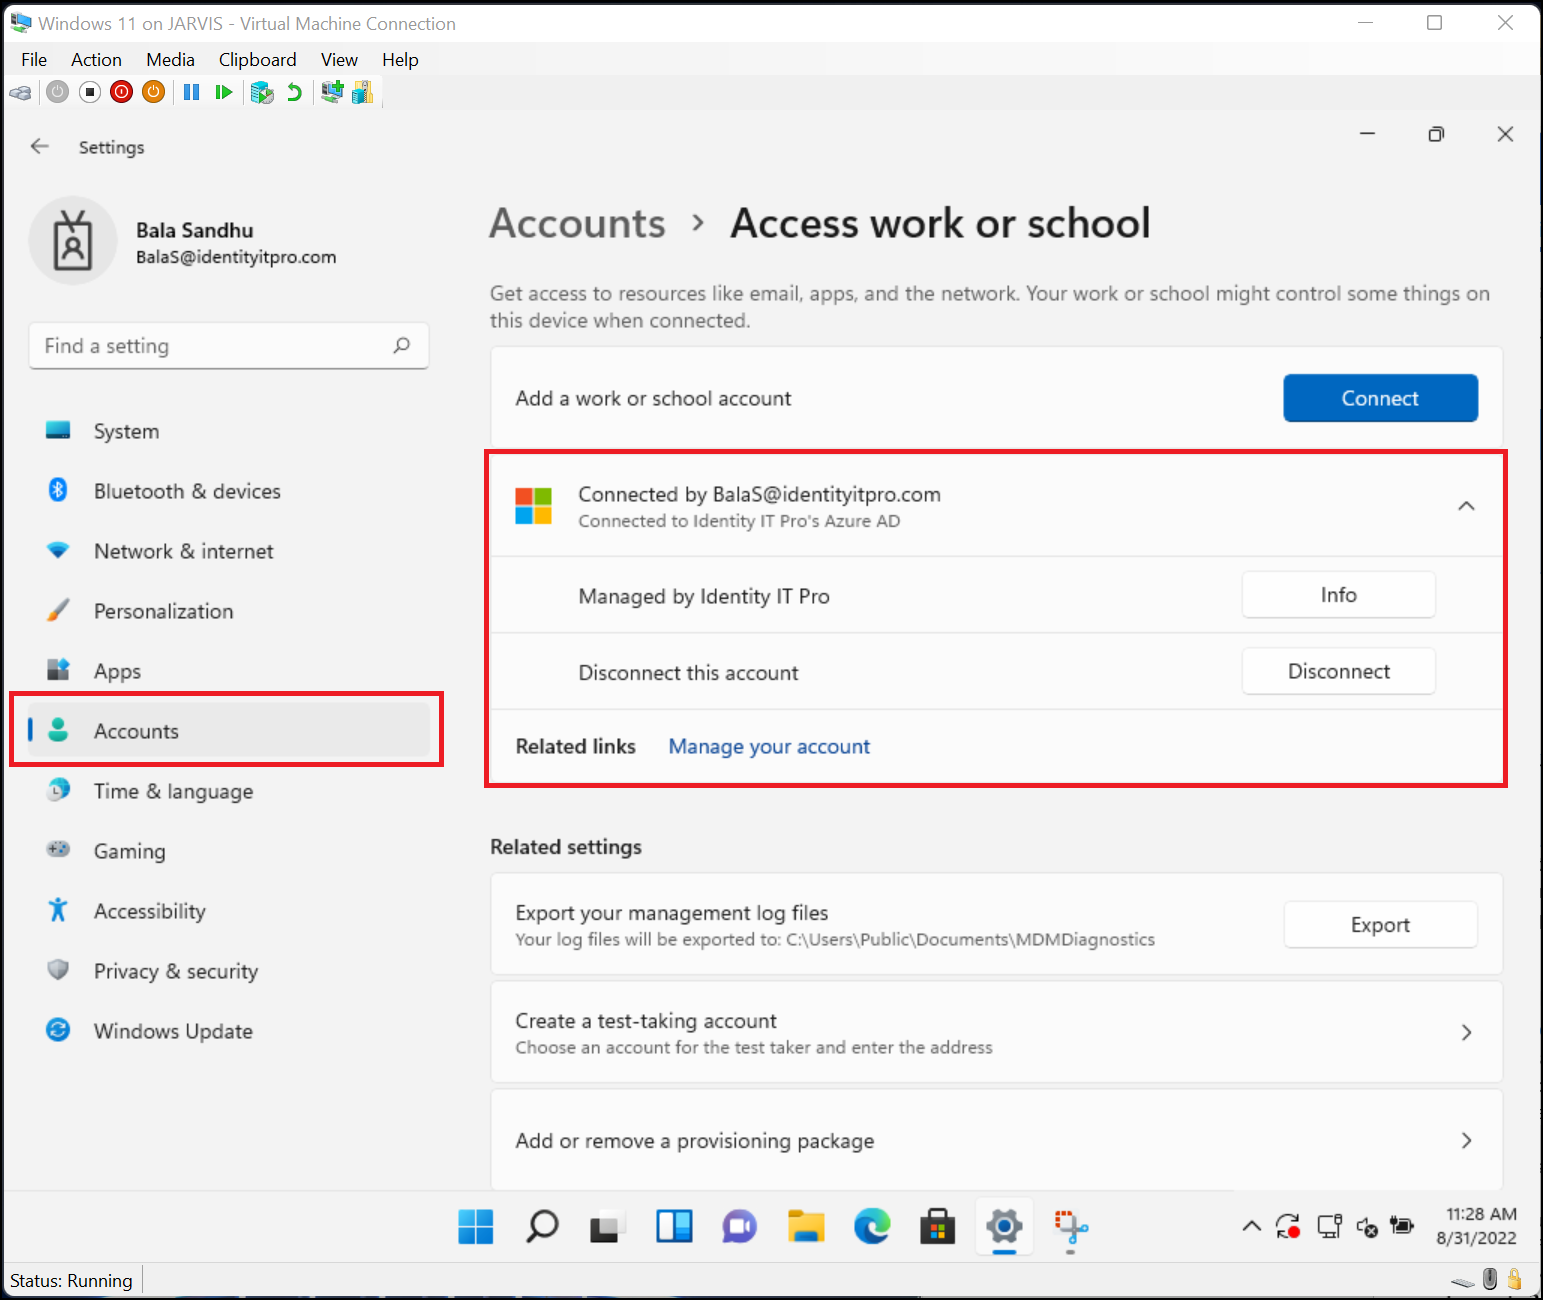 Windows 11 on JARVIS - Virtual Machine Connection
File Action Media Clipboard View Help
Settings
Bala Sandhu
BalaS@identityitpro.com
Find a setting
System
Bluetooth & devices
Network & internet
Personalization
Apps
Accounts
Time & language
Gaming
Accessibility
Privacy & security
Windows Update
Accounts > Access work or school
Get access to resources like email, apps, and the network. Your work or school might control some things on
this device when connected.
Add a work or school account Connect
Connected by BalaS@identityitpro.com
Connected to Identity IT Pro's Azure AD
Managed by Identity IT Pro Info
Disconnect this account Disconnect
Related links Manage your account
Related settings
Export your management log files
Your log files will be exported to: C:\Users\Public\Documents\MDMDiagnostics
Export
Create a test-taking account
Choose an account for the test taker and enter the address
Add or remove a provisioning package
11:28 AM
8/31/2022
Status: Running